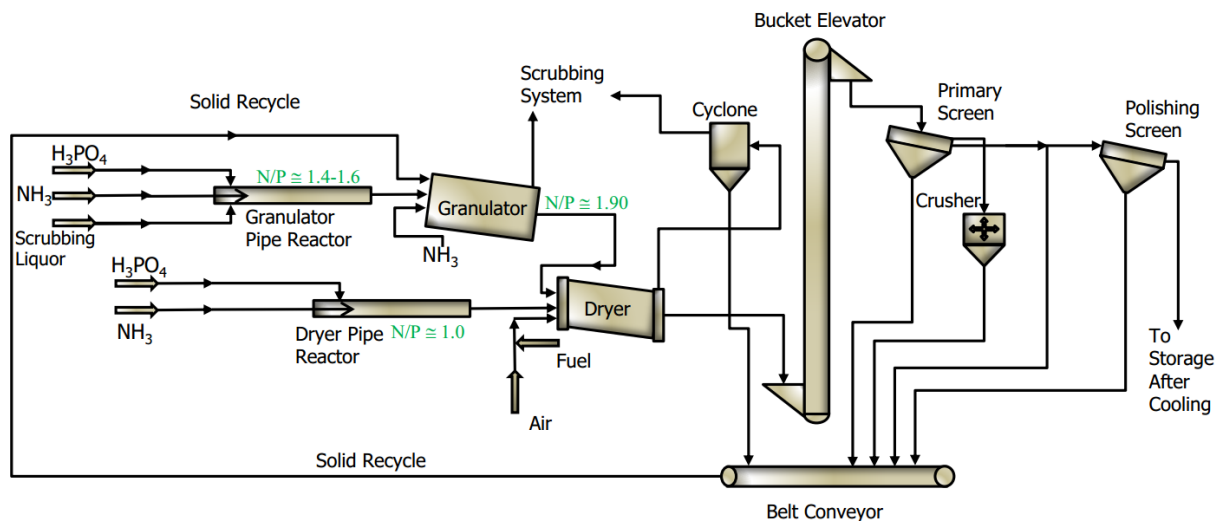 Bucket Elevator
Scrubbing
System
Solid Recycle
Cyclone
Primary
Screen
Polishing
Screen
H₃PO₄
N/P ≅ 1.4-1.6
NH₃
Granulator
Pipe Reactor
Granulator
N/P ≅ 1.90
Crusher
Scrubbing
Liquor
NH₃
H₃PO₄
NH₃
Dryer
Dryer Pipe
Reactor
N/P ≅ 1.0
Fuel
Air
To
Storage
After
Cooling
Solid Recycle
Belt Conveyor